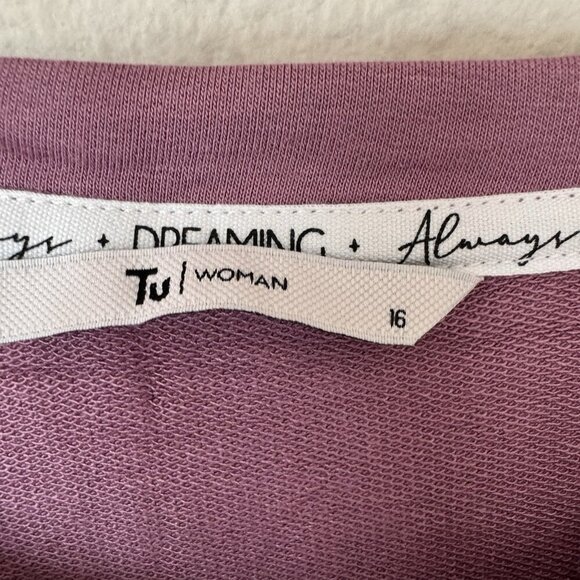 DREAMING + Always
Tu | WOMAN
16